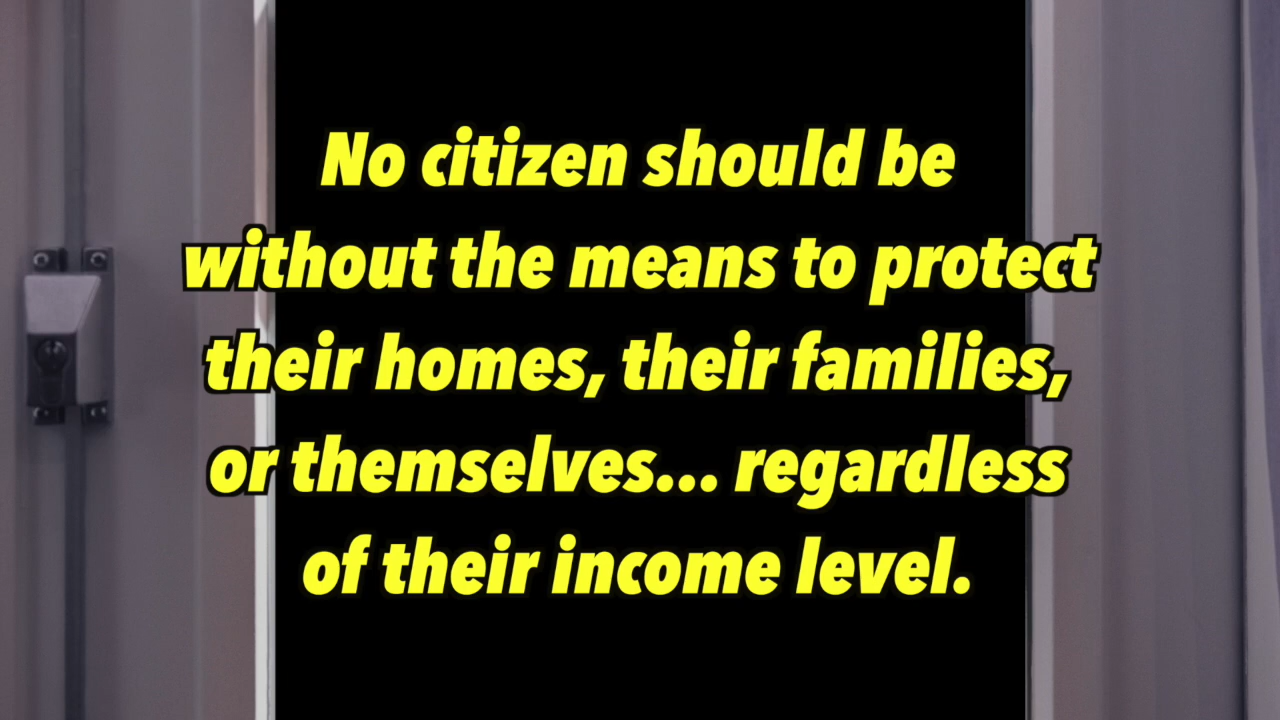 No citizen should be
without the means to protect
their homes, their families,
or themselves... regardless
of their income level.